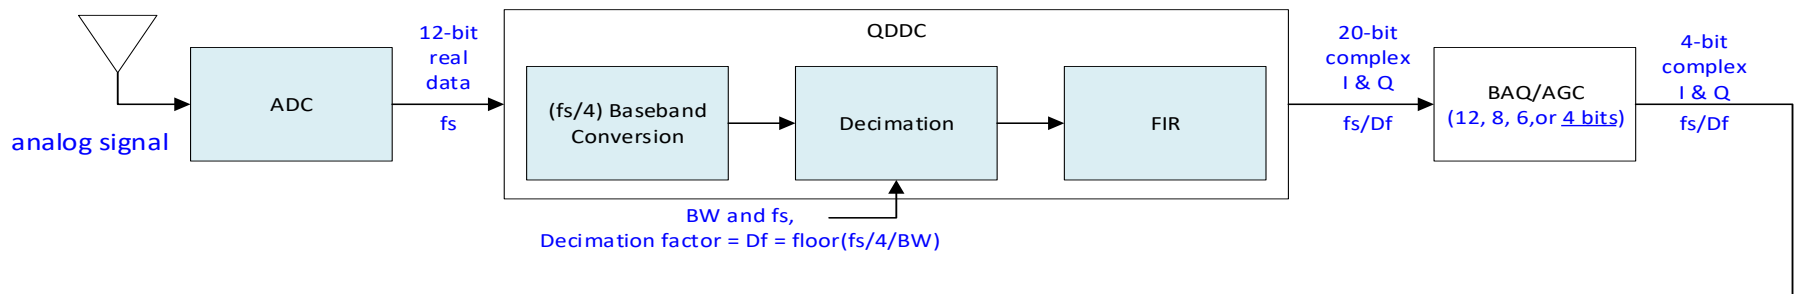 analog signal
ADC
12-bit
real
data
fs
QDDC
(fs/4) Baseband
Conversion
Decimation
FIR
BW and fs,
Decimation factor = Df = floor(fs/4/BW)
20-bit
complex
I & Q
fs/Df
BAQ/AGC
(12, 8, 6,or 4 bits)
4-bit
complex
I & Q
fs/Df